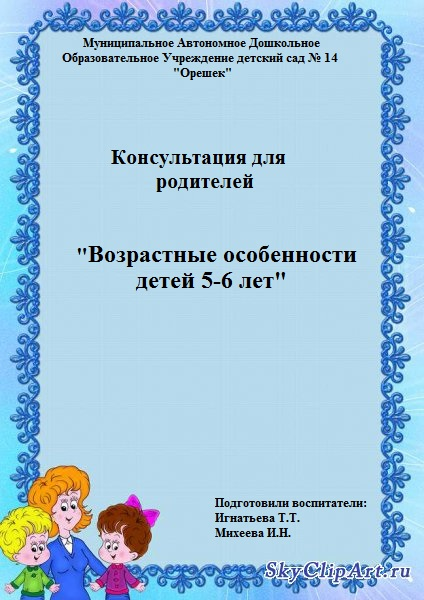 Муниципальное Автономное Дошкольное
Образовательное Учреждение детский сад № 14
"Орешек"
Консультация для
родителей
"Возрастные особенности
детей 5-6 лет"
Подготовили воспитатели:
Игнатьева Т.Т.
Михеева И.Н.
SkyClipArt.ru